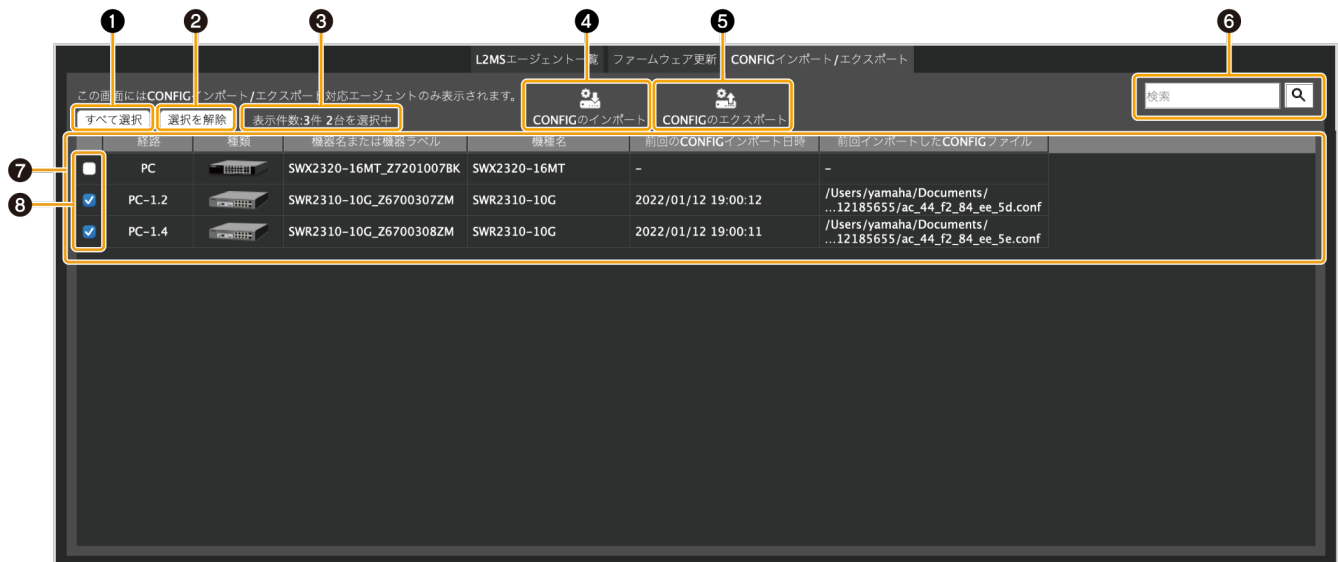 1 2 3 4 5 6
L2MSエージェント一覧 ファームウェア更新 CONFIGインポート/エクスポート
この画面にはCONFIGインポート/エクスポート対応エージェントのみ表示されます。
検索
すべて選択 選択を解除 表示件数:3件 2台を選択中 CONFIGのインポート CONFIGのエクスポート
経路 種類 機器名または機器ラベル 機種名 前回のCONFIGインポート日時 前回インポートしたCONFIGファイル
7 PC SWX2320-16MT_Z7201007BK SWX2320-16MT – –
8 PC-1.2 SWR2310-10G_Z6700307ZM SWR2310-10G 2022/01/12 19:00:12 /Users/yamaha/Documents/
...12185655/ac_44_f2_84_ee_5d.conf
PC-1.4 SWR2310-10G_Z6700308ZM SWR2310-10G 2022/01/12 19:00:11 /Users/yamaha/Documents/
...12185655/ac_44_f2_84_ee_5e.conf